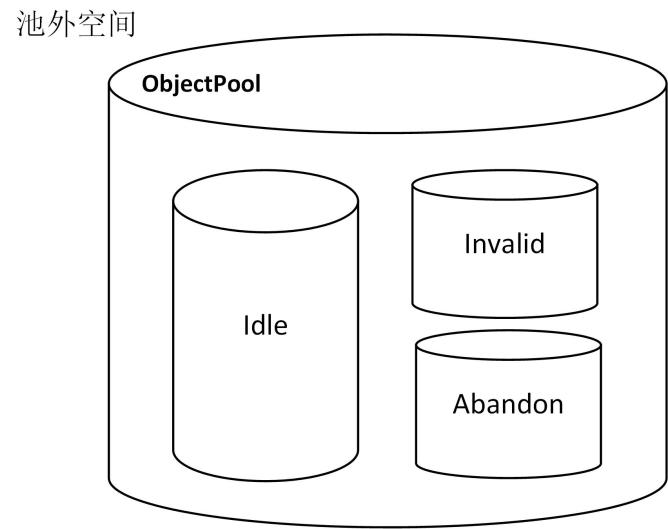 池外空间
ObjectPool
Idle
Invalid
Abandon